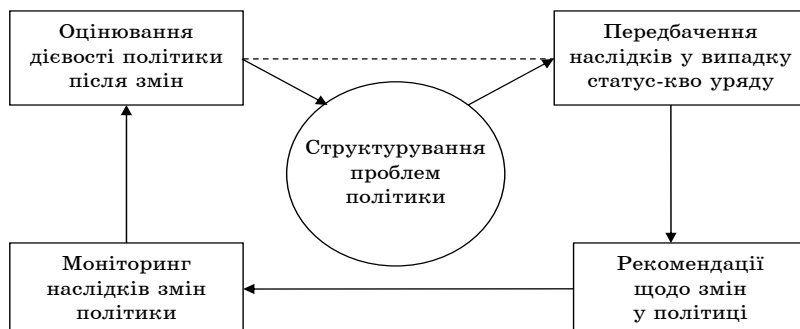 Оцінювання
дієвості політики
після змін
Передбачення
наслідків у випадку
статус-кво уряду
Структурування
проблем
політики
Моніторинг
наслідків змін
політики
Рекомендації
щодо змін
у політиці